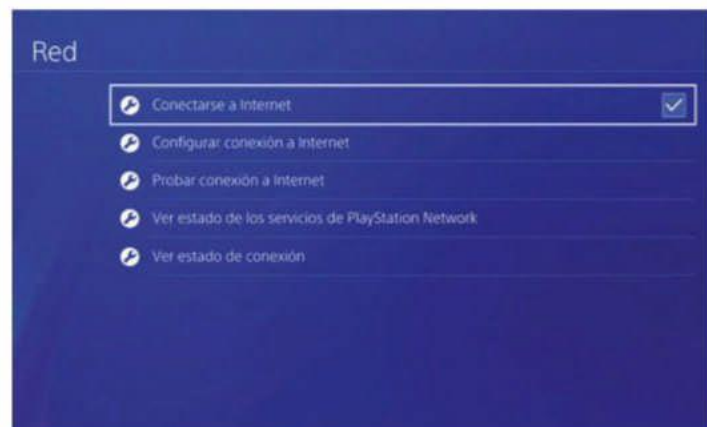 Red
Conectarse a Internet
Configurar conexión a Internet
Probar conexión a Internet
Ver estado de los servicios de PlayStation Network
Ver estado de conexión